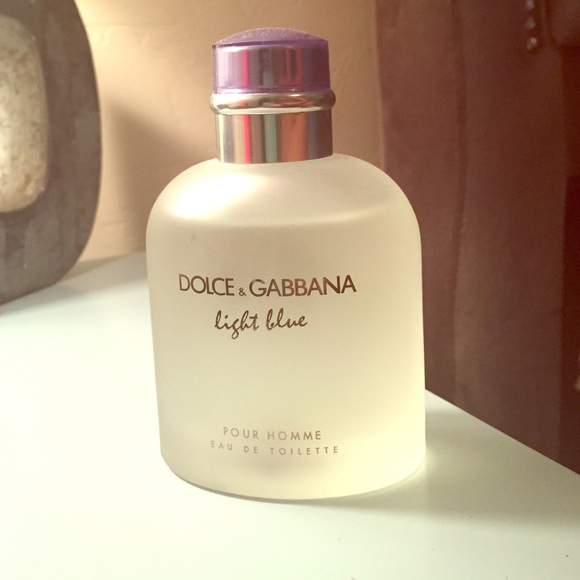 DOLCE & GABBANA
light blue
POUR HOMME
EAU DE TOILETTE